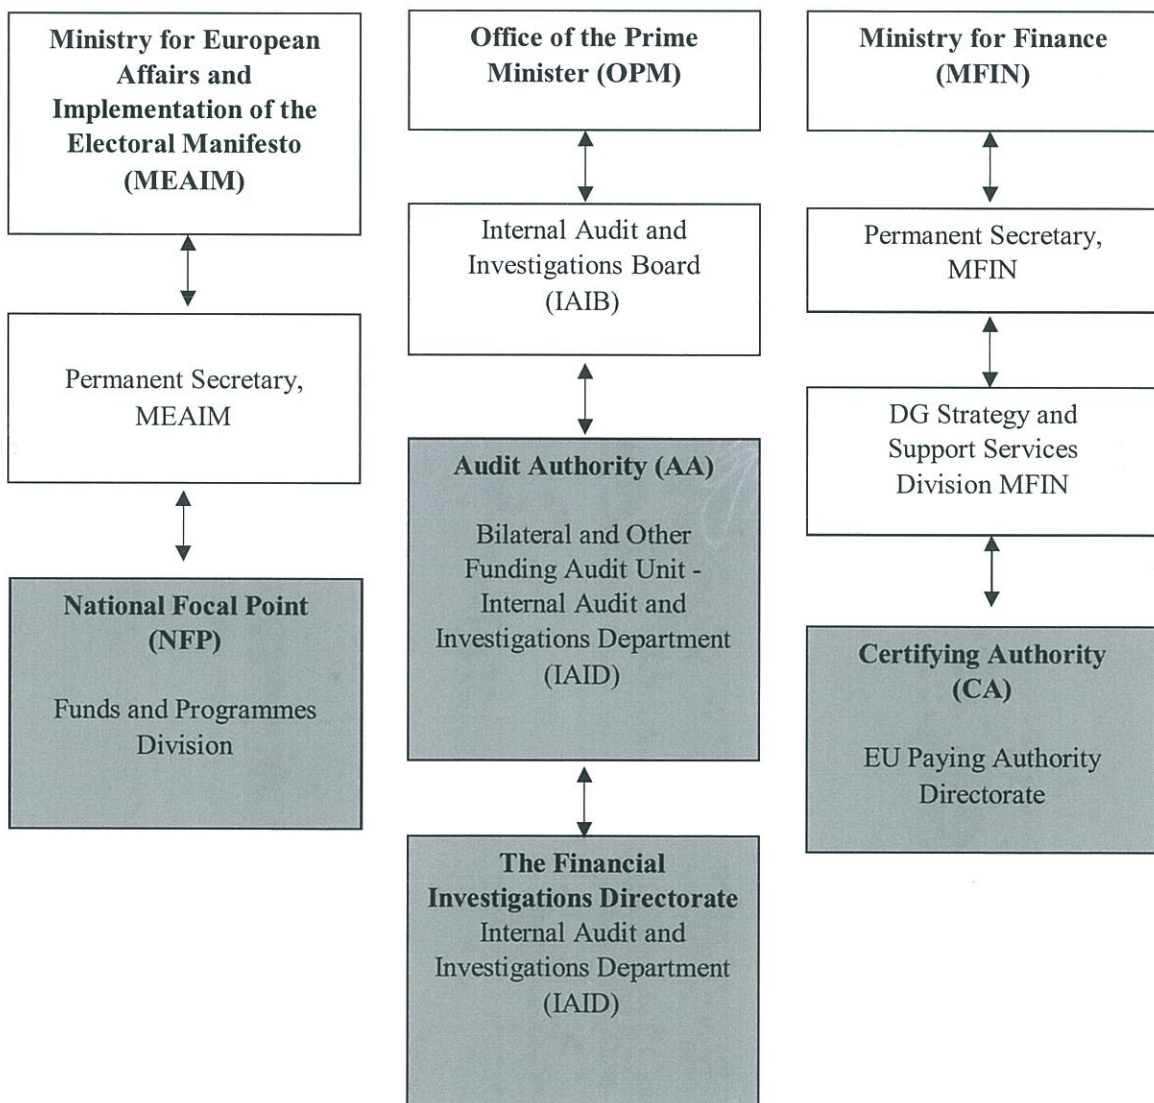 Ministry for European
Affairs and
Implementation of the
Electoral Manifesto
(MEAIM)
Permanent Secretary,
MEAIM
National Focal Point
(NFP)
Funds and Programmes
Division
Office of the Prime
Minister (OPM)
Internal Audit and
Investigations Board
(IAIB)
Audit Authority (AA)
Bilateral and Other
Funding Audit Unit -
Internal Audit and
Investigations Department
(IAID)
The Financial
Investigations Directorate
Internal Audit and
Investigations Department
(IAID)
Ministry for Finance
(MFIN)
Permanent Secretary,
MFIN
DG Strategy and
Support Services
Division MFIN
Certifying Authority
(CA)
EU Paying Authority
Directorate